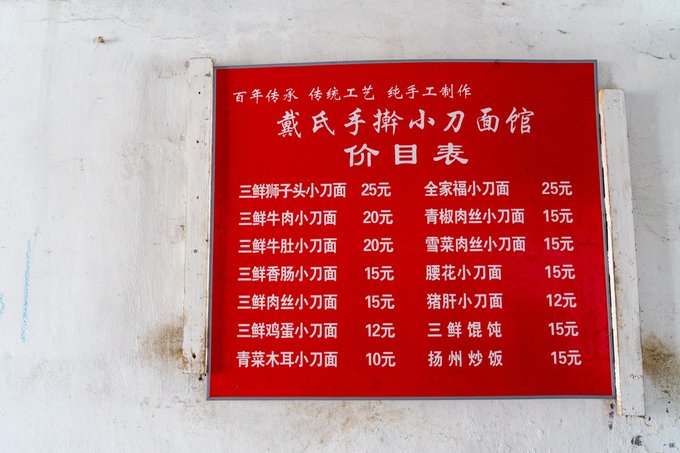 百年传承 传统工艺 纯手工制作
戴氏手擀小刀面馆
价目表
三鲜狮子头小刀面 25元 全家福小刀面 25元
三鲜牛肉小刀面 20元 青椒肉丝小刀面 15元
三鲜牛肚小刀面 20元 雪菜肉丝小刀面 15元
三鲜香肠小刀面 15元 腰花小刀面 15元
三鲜肉丝小刀面 15元 猪肝小刀面 12元
三鲜鸡蛋小刀面 12元 三鲜馄饨 15元
青菜木耳小刀面 10元 扬州炒饭 15元